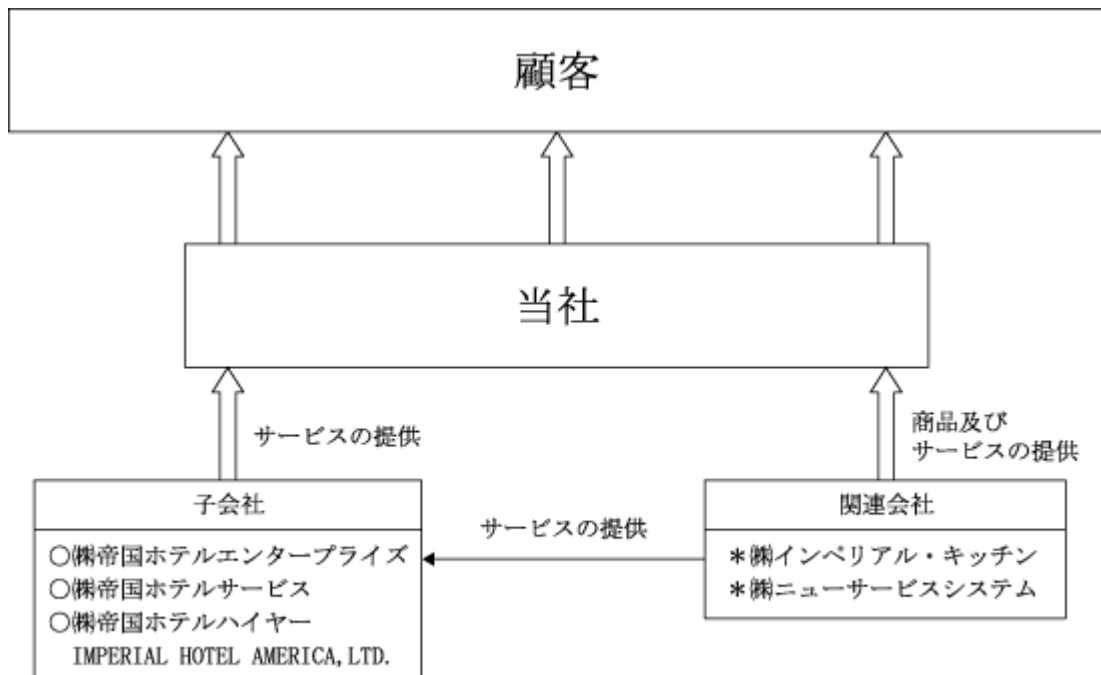 顧客
当社
サービスの提供
商品及び
サービスの提供
子会社
○㈱帝国ホテルエンタープライズ
○㈱帝国ホテルサービス
○㈱帝国ホテルハイヤー
IMPERIAL HOTEL AMERICA,LTD.
サービスの提供
関連会社
*㈱インペリアル・キッチン
*㈱ニューサービスシステム